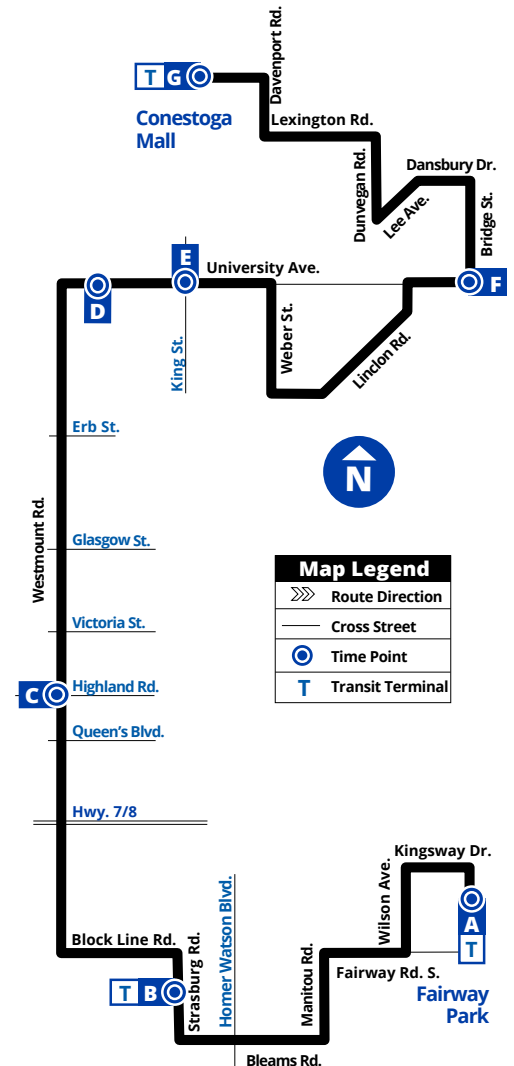 Davenport Rd.
T G
Conestoga
Mall
Lexington Rd.
Dunvegan Rd.
Dansbury Dr.
Lee Ave.
Bridge St.
E
University Ave.
F
D
King St.
Weber St.
Linclon Rd.
Erb St.
N
Westmount Rd.
Glasgow St.
Map Legend
Route Direction
Cross Street
Time Point
T Transit Terminal
Victoria St.
C
Highland Rd.
Queen's Blvd.
Hwy. 7/8
Kingsway Dr.
Wilson Ave.
A
T
Homer Watson Blvd.
Block Line Rd.
Strasburg Rd.
Manitou Rd.
Fairway Rd. S.
T B
Fairway
Park
Bleams Rd.